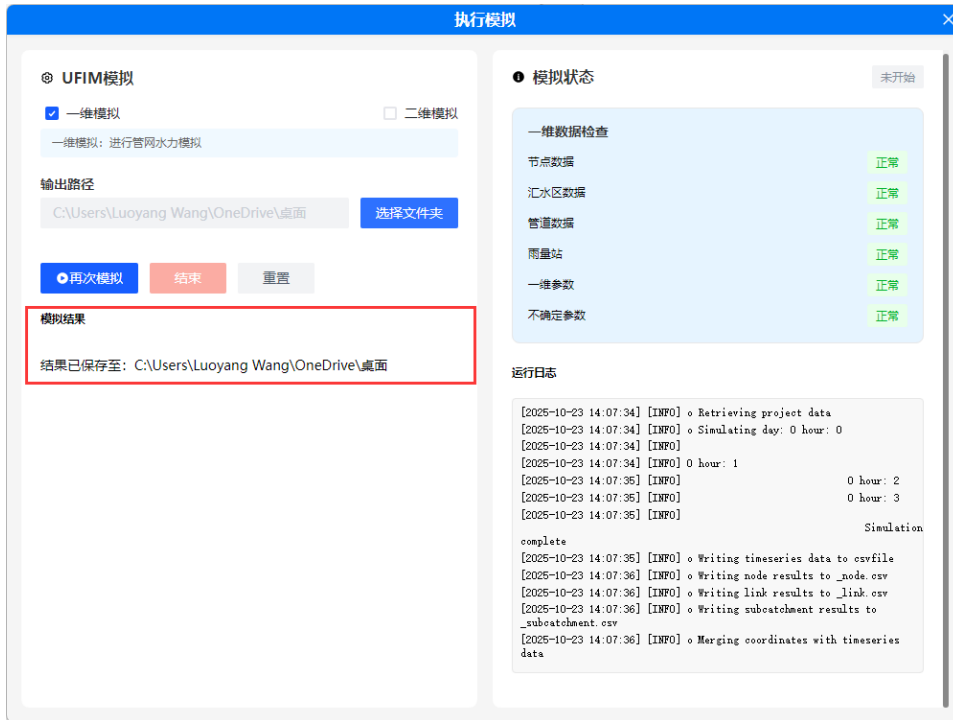 执行模拟
UFIM模拟
一维模拟
二维模拟
一维模拟：进行管网水力模拟
输出路径
C:\Users\Luoyang Wang\OneDrive\桌面
选择文件夹
再次模拟
结束
重置
模拟结果
结果已保存至：C:\Users\Luoyang Wang\OneDrive\桌面
模拟状态
未开始
一维数据检查
节点数据 正常
汇水区数据 正常
管道数据 正常
雨量站 正常
一维参数 正常
不确定参数 正常
运行日志
[2025-10-23 14:07:34] [INFO] o Retrieving project data
[2025-10-23 14:07:34] [INFO] o Simulating day: 0 hour: 0
[2025-10-23 14:07:34] [INFO]
[2025-10-23 14:07:34] [INFO] 0 hour: 1
[2025-10-23 14:07:35] [INFO] 0 hour: 2
[2025-10-23 14:07:35] [INFO] 0 hour: 3
[2025-10-23 14:07:35] [INFO]
Simulation
complete
[2025-10-23 14:07:35] [INFO] o Writing timeseries data to csvfile
[2025-10-23 14:07:36] [INFO] o Writing node results to _node.csv
[2025-10-23 14:07:36] [INFO] o Writing link results to _link.csv
[2025-10-23 14:07:36] [INFO] o Writing subcatchment results to
_subcatchment.csv
[2025-10-23 14:07:36] [INFO] o Merging coordinates with timeseries
data